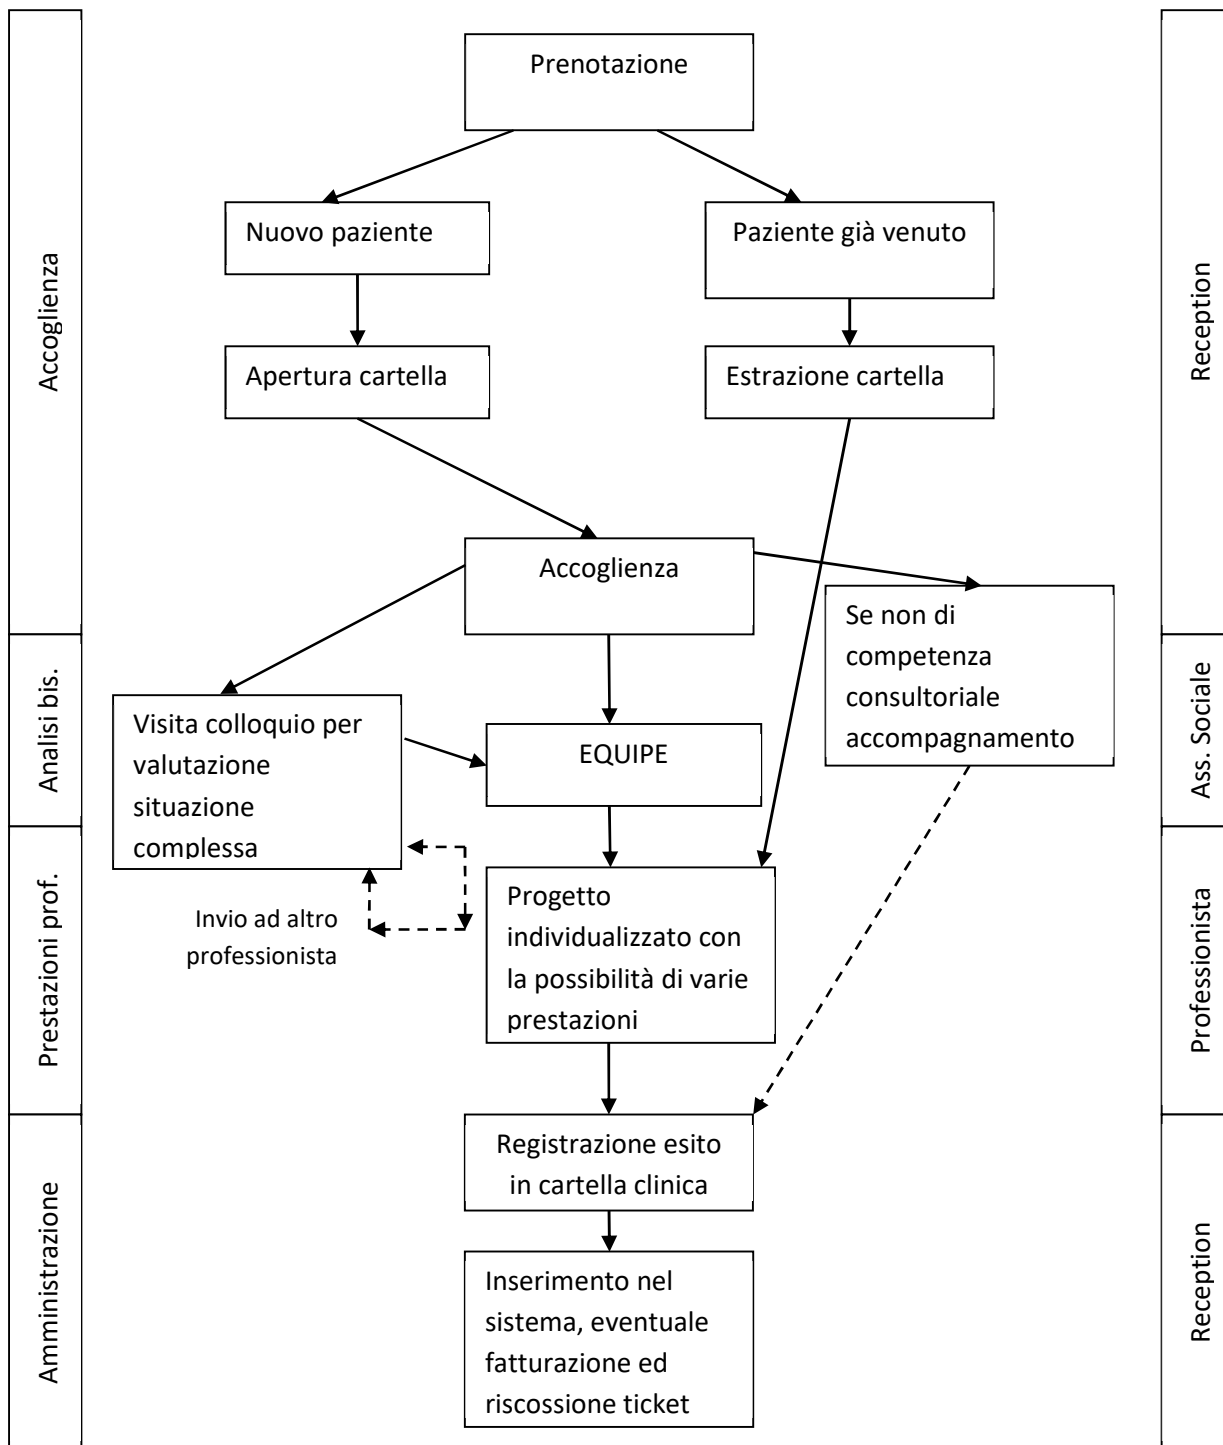 Prenotazione
Nuovo paziente
Paziente già venuto
Apertura cartella
Estrazione cartella
Accoglienza
Reception
Accoglienza
Se non di
competenza
consultoriale
accompagnamento
Analisi bis.
Visita colloquio per
valutazione
situazione
complessa
EQUIPE
Ass. Sociale
Prestazioni prof.
Invio ad altro
professionista
Progetto
individualizzato con
la possibilità di varie
prestazioni
Professionista
Registrazione esito
in cartella clinica
Amministrazione
Inserimento nel
sistema, eventuale
fatturazione ed
riscossione ticket
Reception